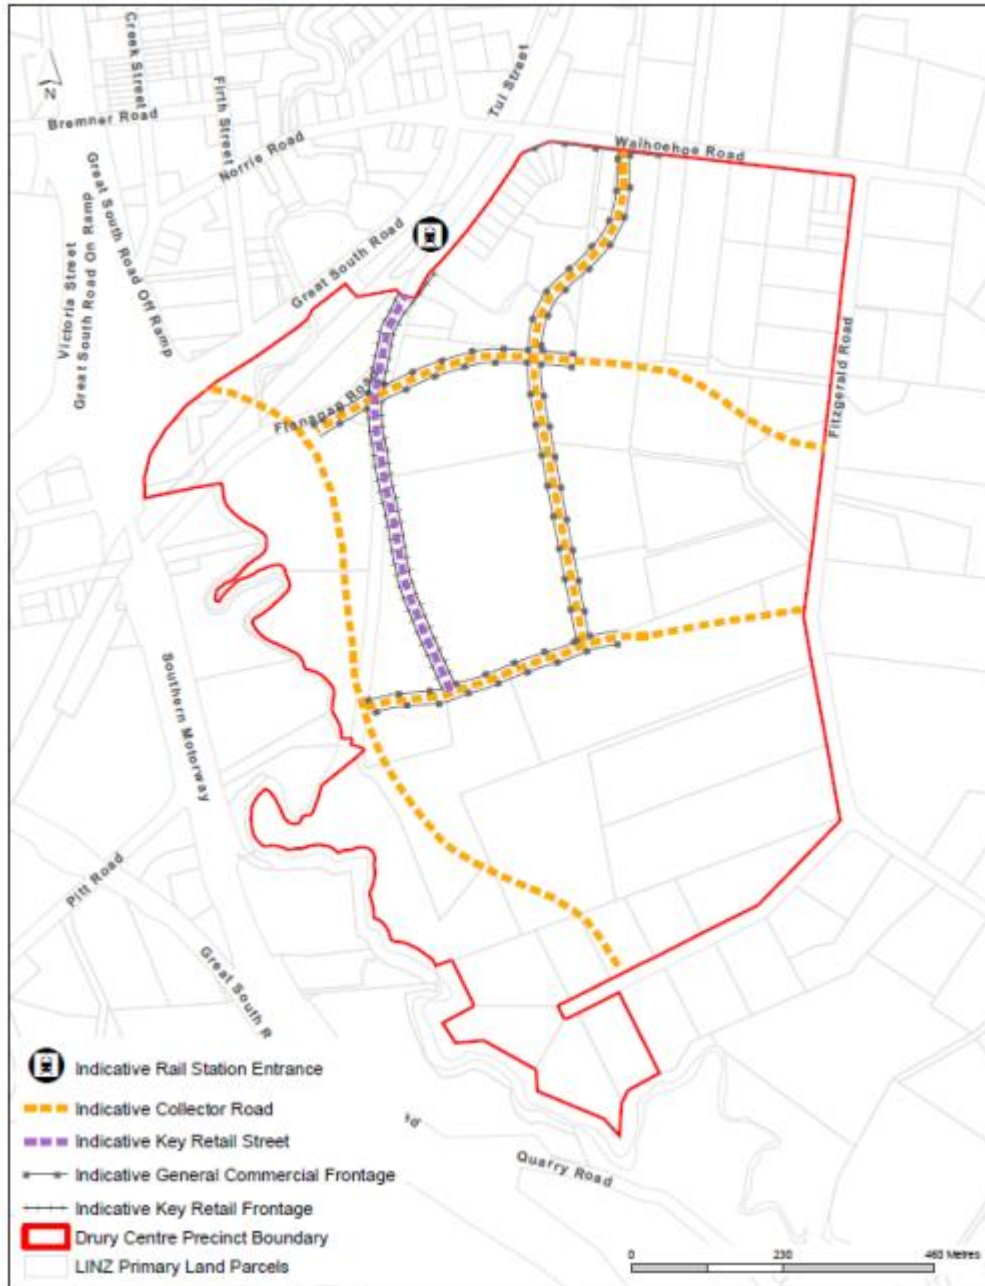 Creek Street
Firth Street
Tui Street
N
Bremner Road
Norrie Road
Waihoehoe Road
Great South Road Off Ramp
Victoria Street
Great South Road On Ramp
Great South Road
Flanagan Road
Fitzgerald Road
Southern Motorway
Pitt Road
Great South R
Quarry Road
Indicative Rail Station Entrance
Indicative Collector Road
Indicative Key Retail Street
Indicative General Commercial Frontage
Indicative Key Retail Frontage
Drury Centre Precinct Boundary
LINZ Primary Land Parcels
0 230 460 Metres